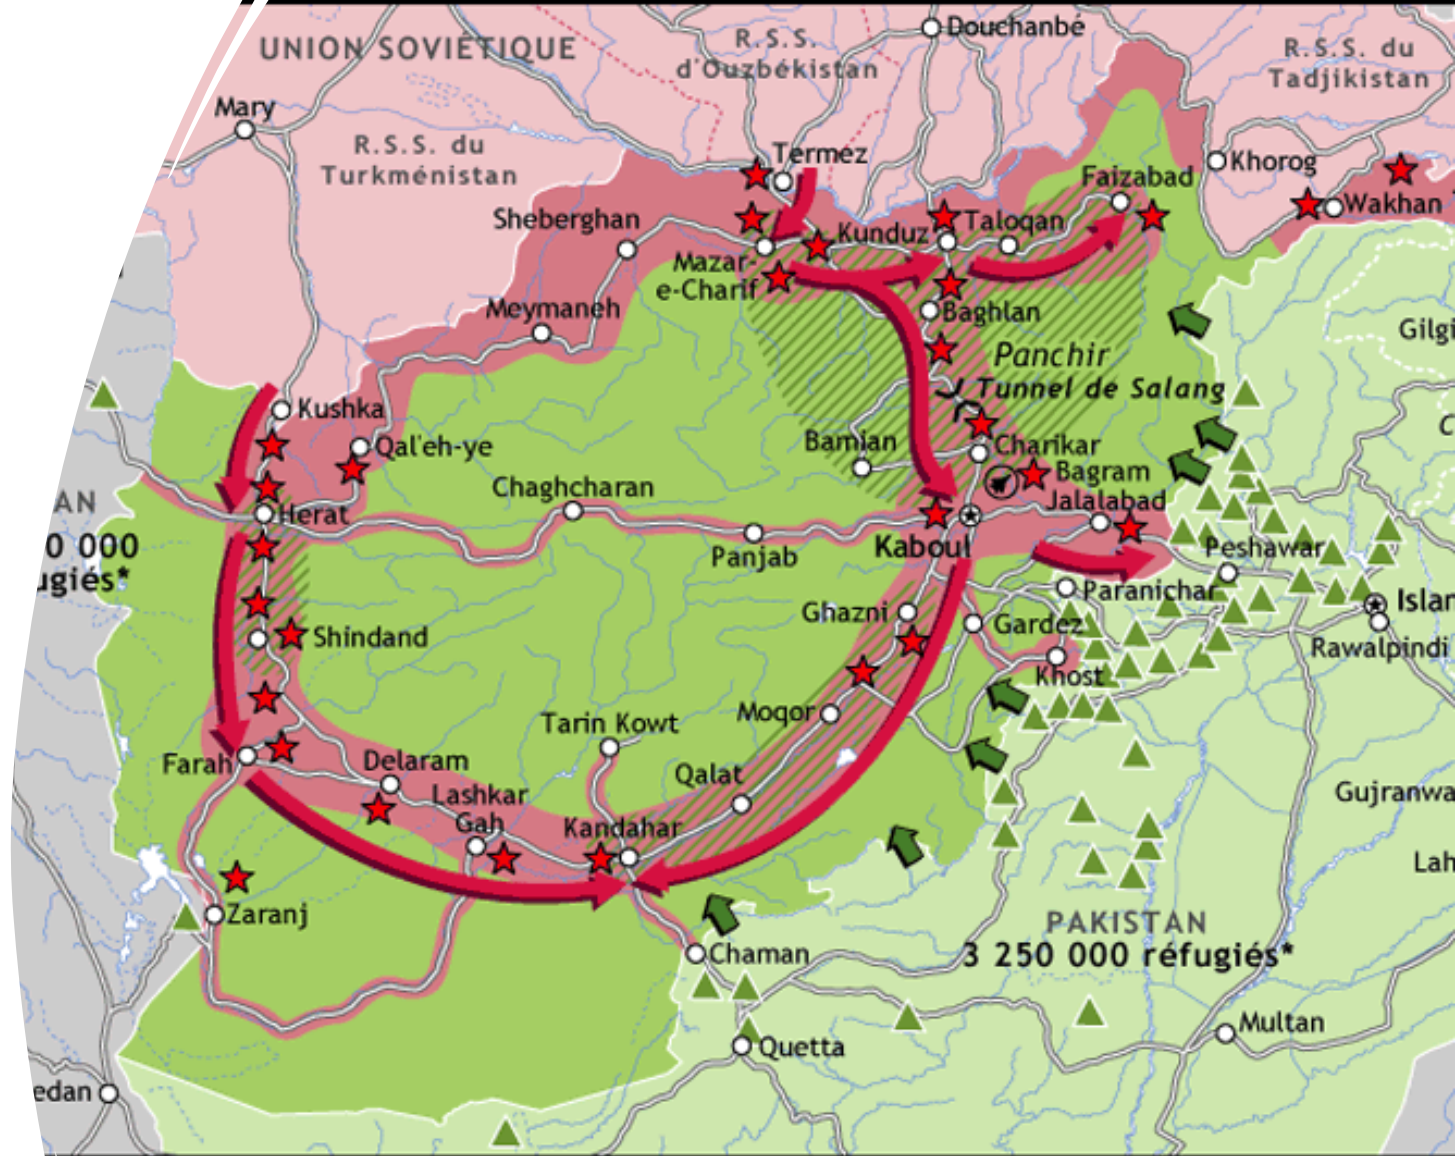 Douchanbé
UNION SOVIÉTIQUE
R.S.S.
d'Ouzbékistan
R.S.S. du
Tadjikistan
Mary
R.S.S. du
Turkménistan
Termez
Khorog
Faizabad
Wakhan
Sheberghan
Kunduz
Taloqan
Mazar-
e-Charif
Meymaneh
Baghlan
Panchir
Tunnel de Salang
Kushka
Qal'eh-ye
Bamian
Charikar
Bagram
Chaghcharan
Jalalabad
Herat
Panjab
Kaboul
Peshawar
0 000
Paranichar
Ghazni
Gardez
Shindand
Rawalpindi
Khost
Moqor
Tarin Kowt
Farah
Delaram
Qalat
Lashkar
Gah
Kandahar
Zaranj
PAKISTAN
3 250 000 réfugiés*
Chaman
Multan
Quetta